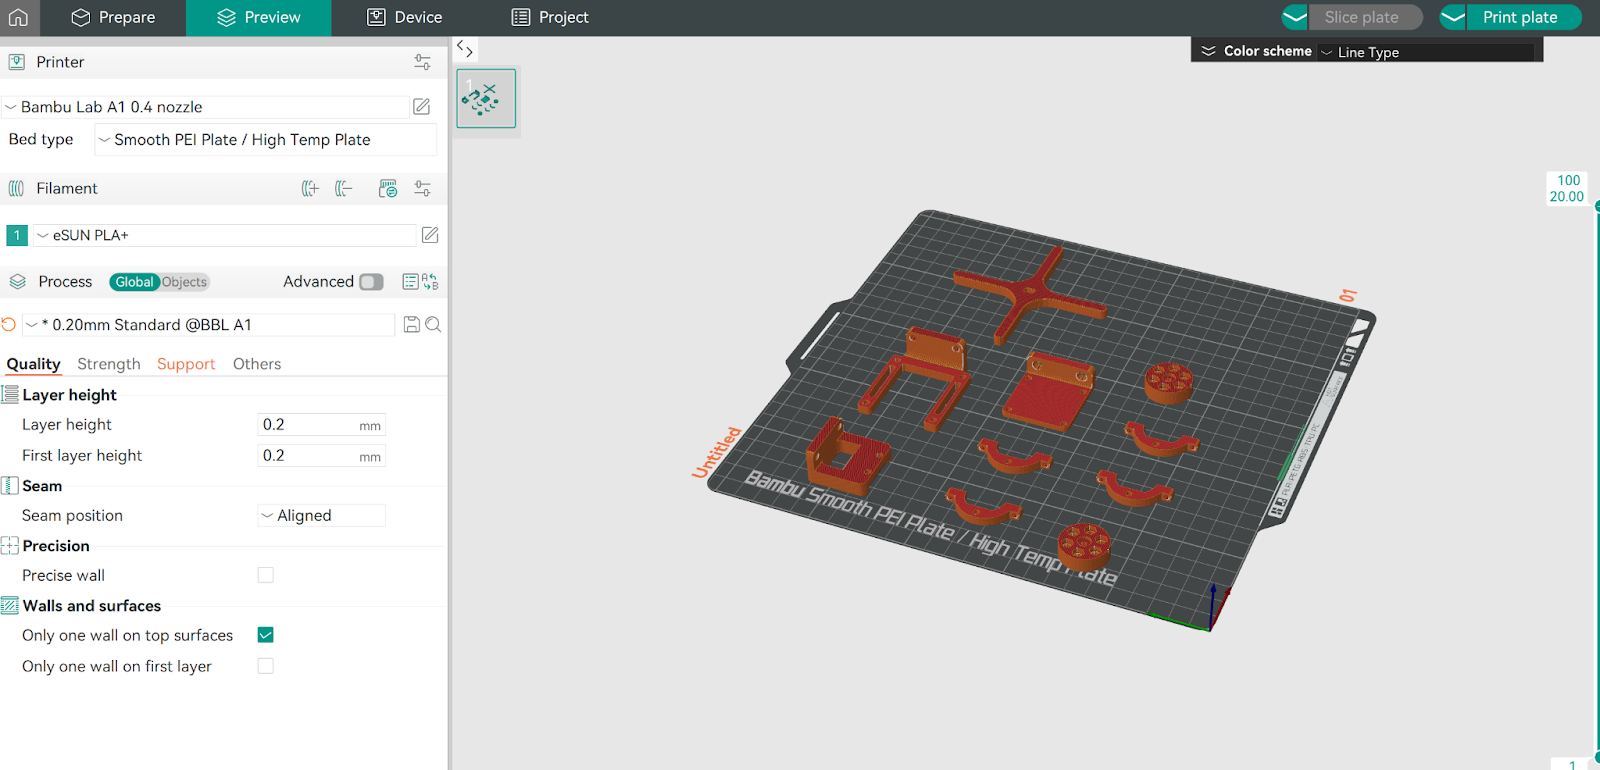 Prepare
Preview
Device
Project
Slice plate
Print plate
Printer
Color scheme
Line Type
Bambu Lab A1 0.4 nozzle
Bed type
Smooth PEI Plate / High Temp Plate
1
Filament
1
eSUN PLA+
Process
Global
Objects
Advanced
* 0.20mm Standard @BBL A1
Quality
Strength
Support
Others
Layer height
Layer height
0.2
mm
First layer height
0.2
mm
Seam
Seam position
Aligned
Precision
Precise wall
Walls and surfaces
Only one wall on top surfaces
Only one wall on first layer
100
20.00
01
Untitled
Bambu Smooth PEI Plate / High Temp Plate
1